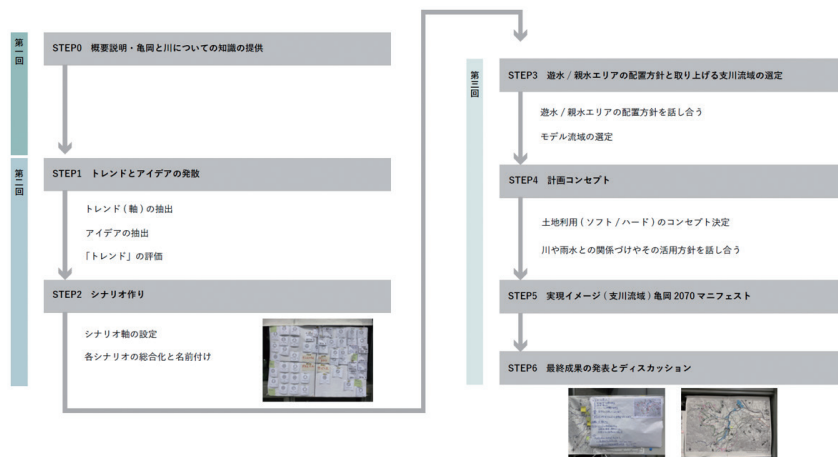 第一回
STEP0 概要説明・亀岡と川についての知識の提供
第二回
STEP1 トレンドとアイデアの発散
トレンド(軸)の抽出
アイデアの抽出
「トレンド」の評価
STEP2 シナリオ作り
シナリオ軸の設定
各シナリオの総合化と名前付け
第三回
STEP3 遊水/親水エリアの配置方針と取り上げる支川流域の選定
遊水/親水エリアの配置方針を話し合う
モデル流域の選定
STEP4 計画コンセプト
土地利用(ソフト/ハード)のコンセプト決定
川や雨水との関係づけやその活用方針を話し合う
STEP5 実現イメージ(支川流域)亀岡2070マニフェスト
STEP6 最終成果の発表とディスカッション